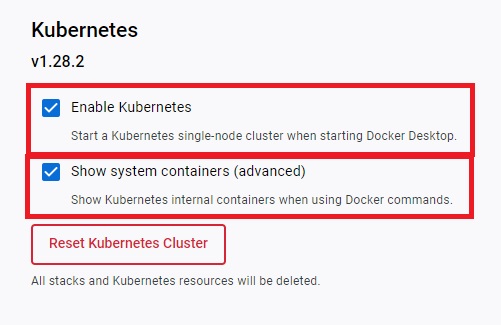 Kubernetes
v1.28.2
Enable Kubernetes
Start a Kubernetes single-node cluster when starting Docker Desktop.
Show system containers (advanced)
Show Kubernetes internal containers when using Docker commands.
Reset Kubernetes Cluster
All stacks and Kubernetes resources will be deleted.